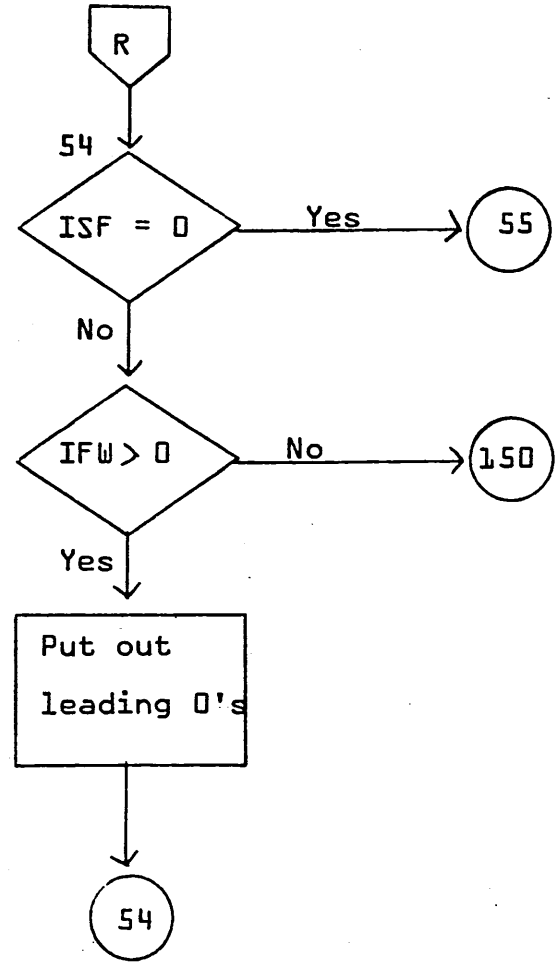 R
54
ISF = 0
Yes
55
No
IFW > 0
No
150
Yes
Put out
leading 0's
54